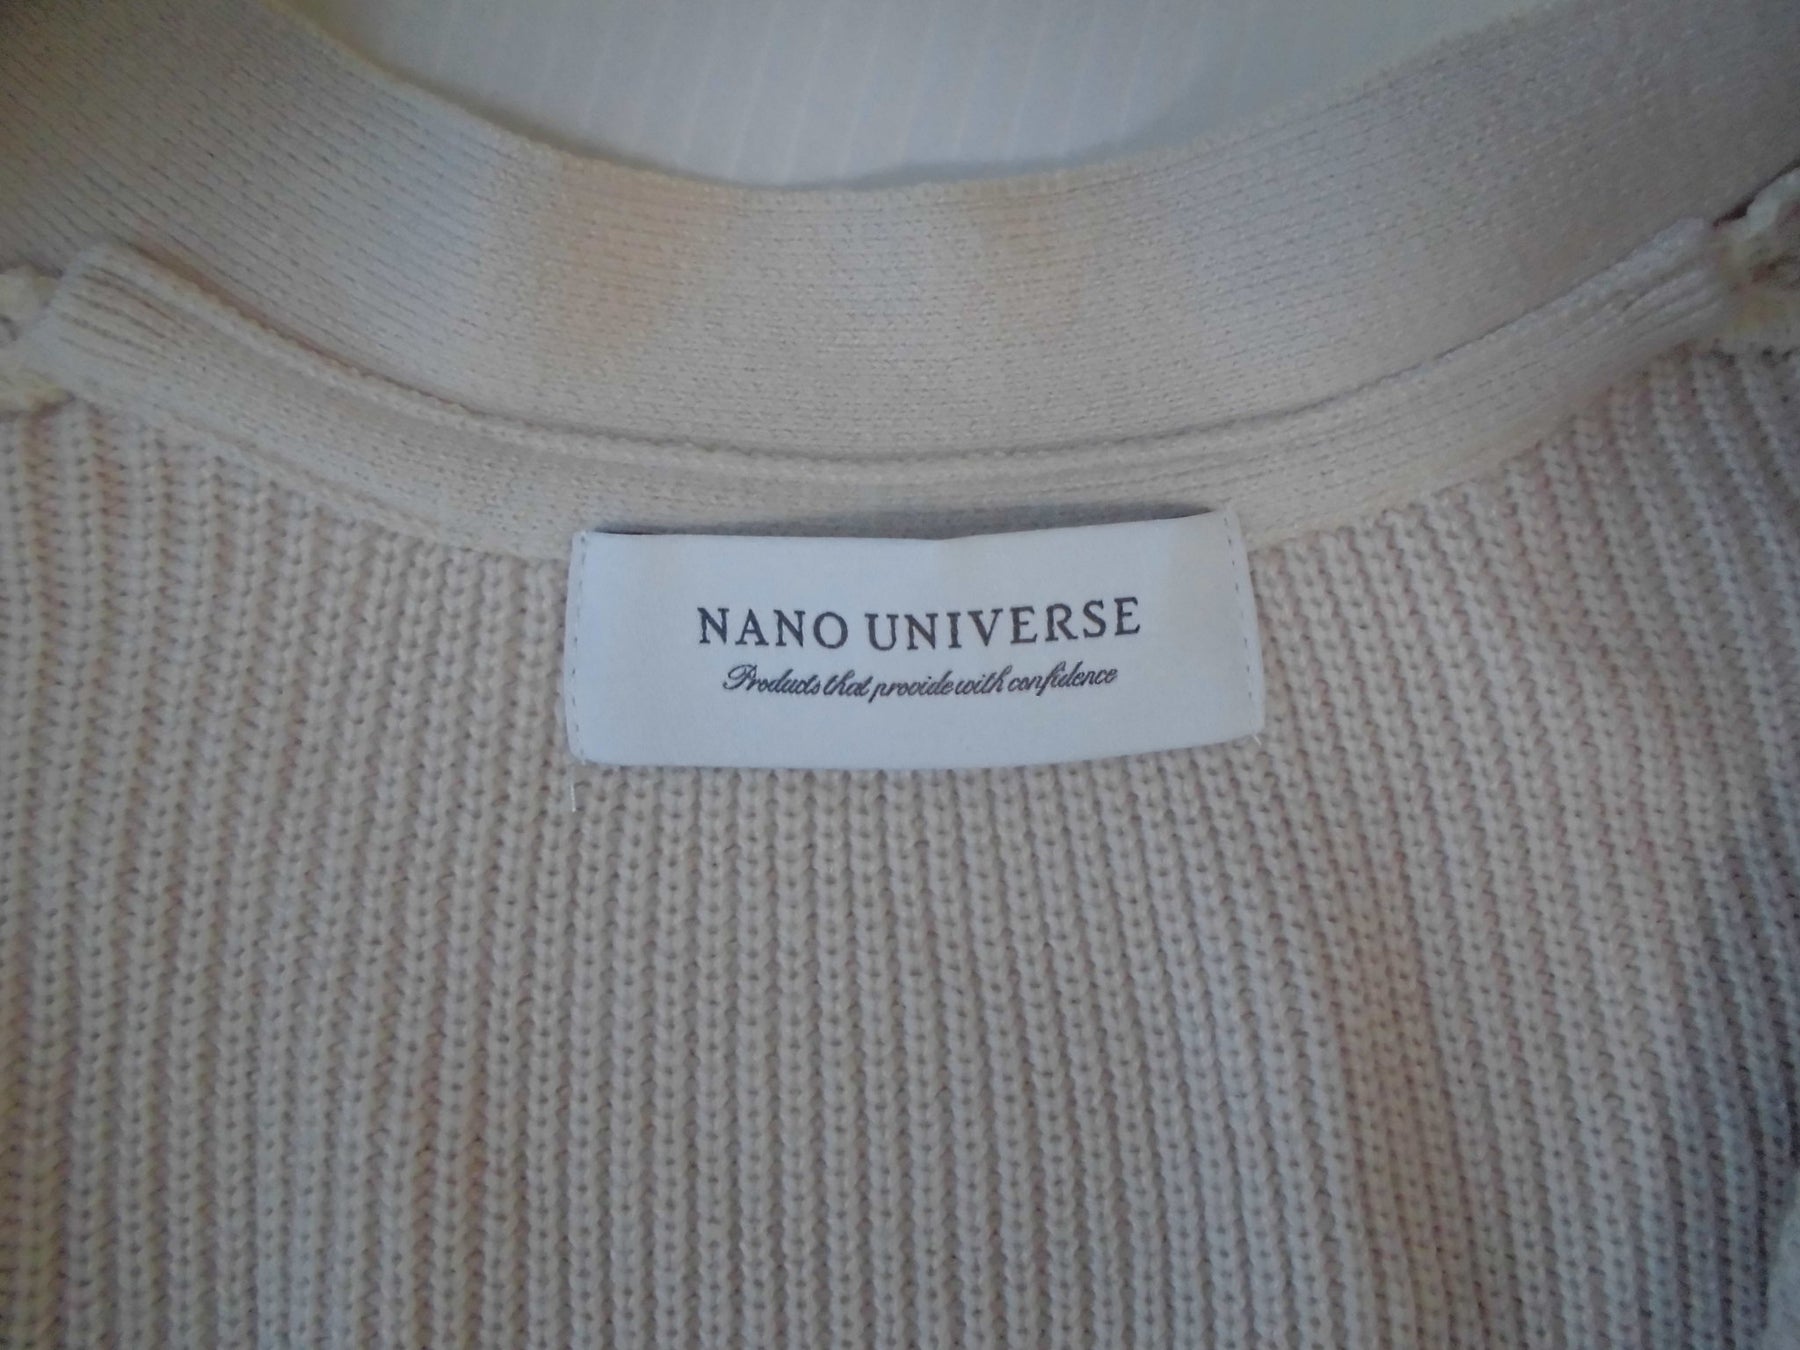 NANO UNIVERSE
Products that provide with confidence